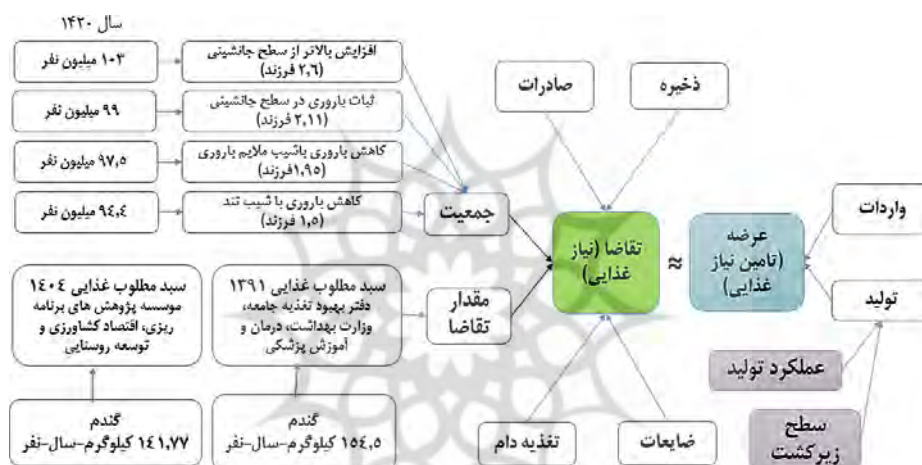 سال ۱۴۲۰
افزایش بالاتر از سطح جانشینی
(۲,۶ فرزند)
۱۰۳ میلیون نفر
ثبات باروری در سطح جانشینی
(۲,۱۱ فرزند)
۹۹ میلیون نفر
کاهش باروری باشیب ملایم باروری
(۱,۹۵فرزند)
۹۷,۵ میلیون نفر
کاهش باروری با شیب تند
(۱,۵ فرزند)
۹۴,۴ میلیون نفر
ذخیره
صادرات
جمعیت
واردات
عرضه
(تامین نیاز
غذایی)
≈
تقاضا (نیاز
غذایی)
تولید
مقدار
تقاضا
سبد مطلوب غذایی ۱۳۹۱
دفتر بهبود تغذیه جامعه،
وزارت بهداشت، درمان و
آموزش پزشکی
سبد مطلوب غذایی ۱۴۰۴
موسسه پژوهش های برنامه
ریزی، اقتصاد کشاورزی و
توسعه روستایی
عملکرد تولید
سطح
زیرکشت
ضایعات
تغذیه دام
گندم
۱۵۴,۵ کیلوگرم-سال-نفر
گندم
۱۴۱,۷۷ کیلوگرم-سال-نفر